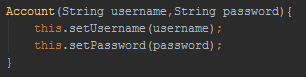 Account(String username,String password){
    this.setUsername(username);
    this.setPassword(password);
}